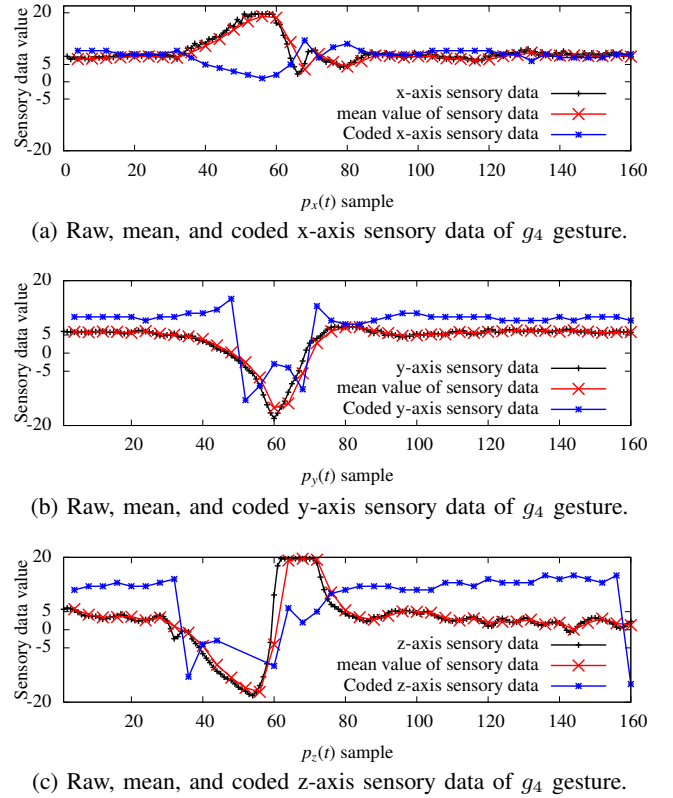 20
5
0
-5
-20
Sensory data value
x-axis sensory data
mean value of sensory data
Coded x-axis sensory data
0 20 40 60 80 100 120 140 160
px(t) sample
(a) Raw, mean, and coded x-axis sensory data of g4 gesture.
20
5
0
-5
-20
Sensory data value
y-axis sensory data
mean value of sensory data
Coded y-axis sensory data
20 40 60 80 100 120 140 160
py(t) sample
(b) Raw, mean, and coded y-axis sensory data of g4 gesture.
20
5
0
-5
-20
Sensory data value
z-axis sensory data
mean value of sensory data
Coded z-axis sensory data
20 40 60 80 100 120 140 160
pz(t) sample
(c) Raw, mean, and coded z-axis sensory data of g4 gesture.